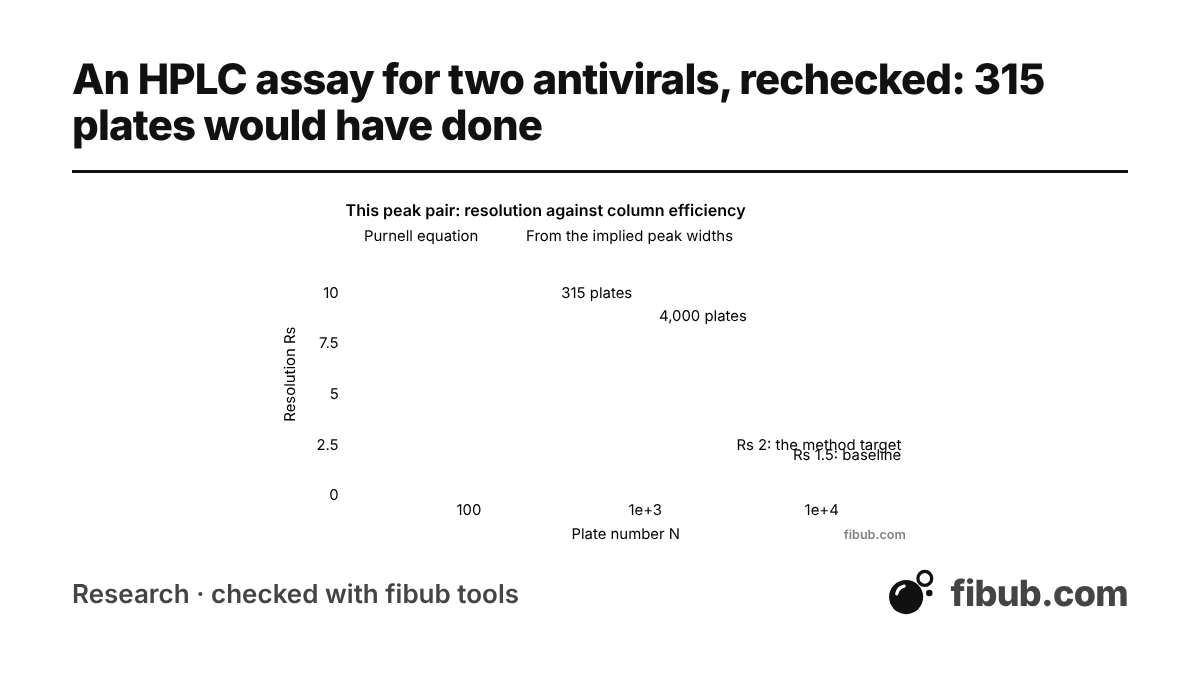 An HPLC assay for two antivirals, rechecked: 315
plates would have done
This peak pair: resolution against column efficiency
Purnell equation
From the implied peak widths
10
315 plates
4,000 plates
7.5
Resolution Rs
5
2.5
Rs 2: the method target
Rs 1.5: baseline
0
100
1e+3
1e+4
Plate number N
fibub.com
Research · checked with fibub tools
fibub.com